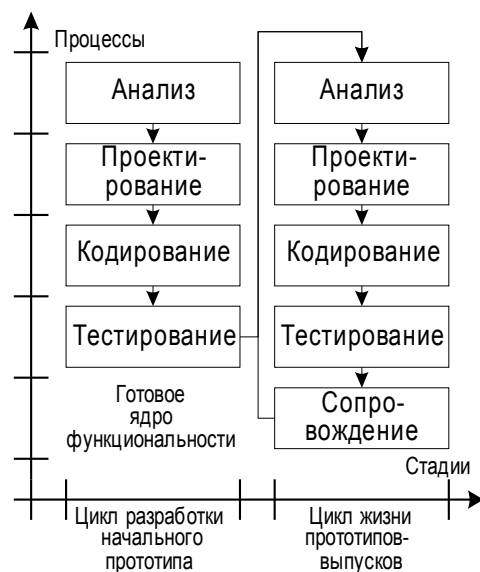 Процессы
Анализ
Проекти-
рование
Кодирование
Тестирование
Готовое
ядро
функциональности
Анализ
Проекти-
рование
Кодирование
Тестирование
Сопро-
вождение
Стадии
Цикл разработки
начального
прототипа
Цикл жизни
прототипов-
выпусков